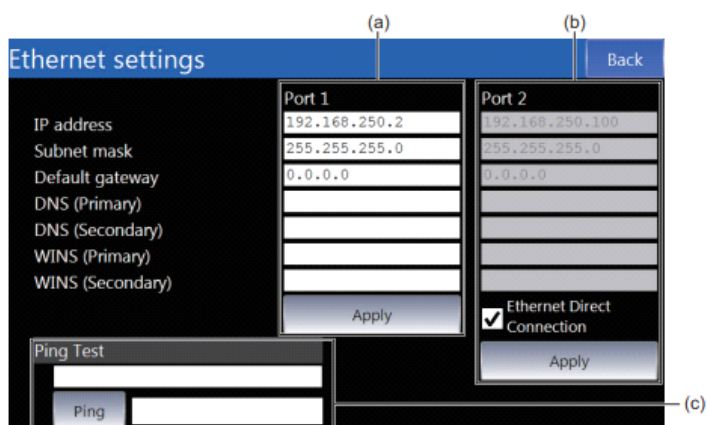 (a) (b)
Ethernet settings Back
Port 1 Port 2
IP address 192.168.250.2 192.168.250.100
Subnet mask 255.255.255.0 255.255.255.0
Default gateway 0.0.0.0 0.0.0.0
DNS (Primary)
DNS (Secondary)
WINS (Primary)
WINS (Secondary)
Apply Ethernet Direct
Connection
Ping Test Apply
Ping (c)